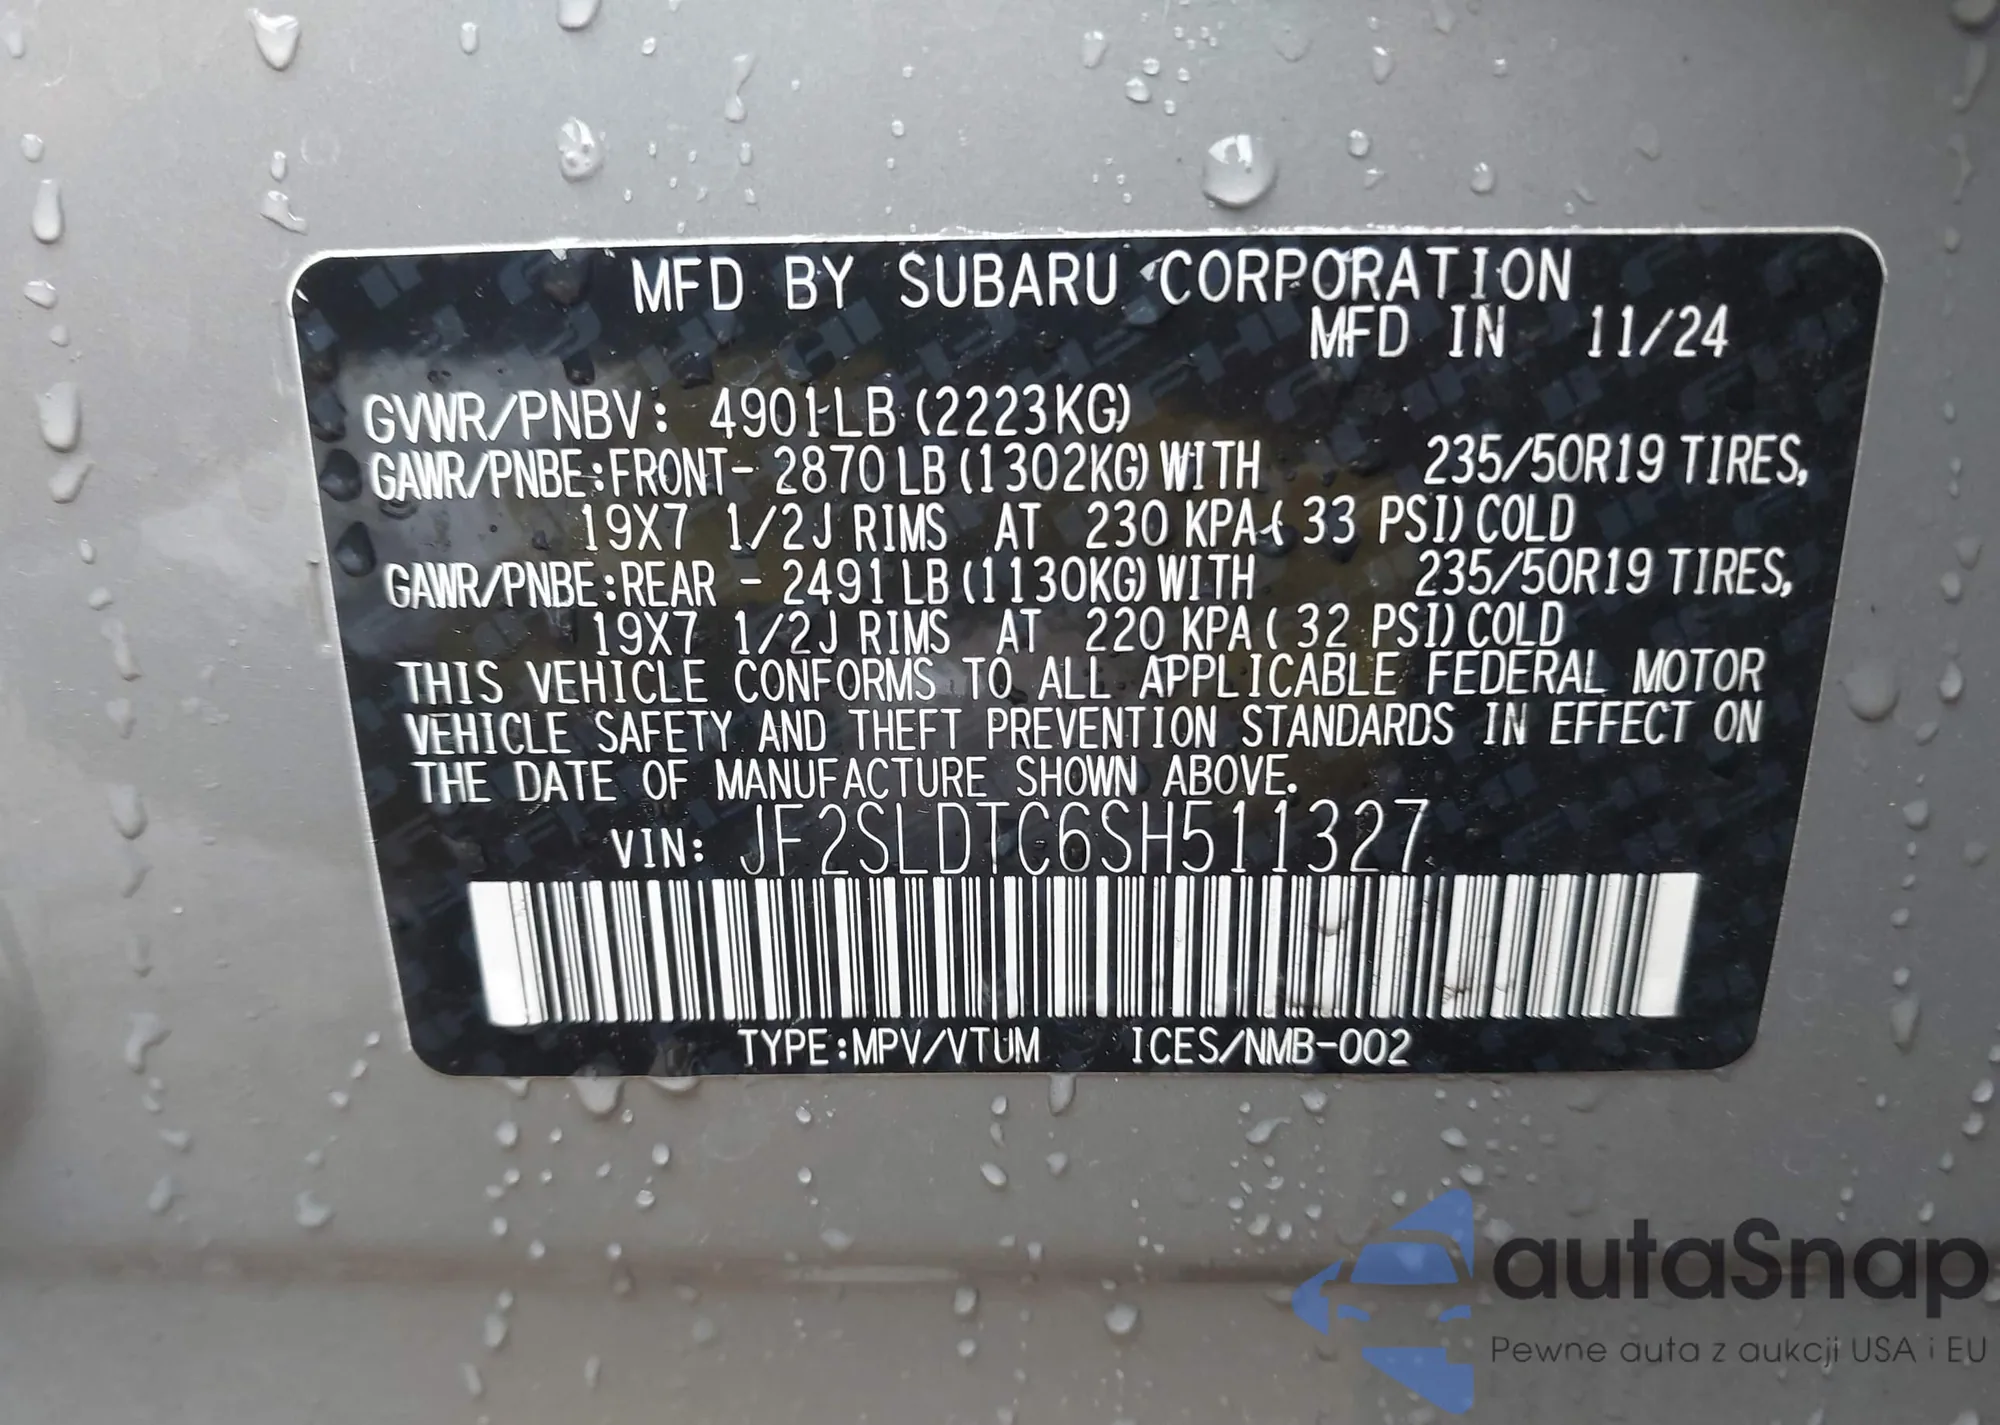 MFD BY SUBARU CORPORATION
MFD IN 11/24
GVWR/PNBV: 4901LB (2223KG)
GAWR/PNBE:FRONT- 2870 LB (1302KG) WITH 235/50R19 TIRES,
19X7 1/2J RIMS AT 230 KPA ( 33 PSI) COLD
GAWR/PNBE:REAR - 2491 LB (1130KG) WITH 235/50R19 TIRES,
19X7 1/2J RIMS AT 220 KPA ( 32 PSI) COLD
THIS VEHICLE CONFORMS TO ALL APPLICABLE FEDERAL MOTOR
VEHICLE SAFETY AND THEFT PREVENTION STANDARDS IN EFFECT ON
THE DATE OF MANUFACTURE SHOWN ABOVE.
VIN: JF2SLDTC6SH511327
TYPE:MPV/VTUM ICES/NMB-002
autaSnap
Pewne auta z aukcji USA i EU